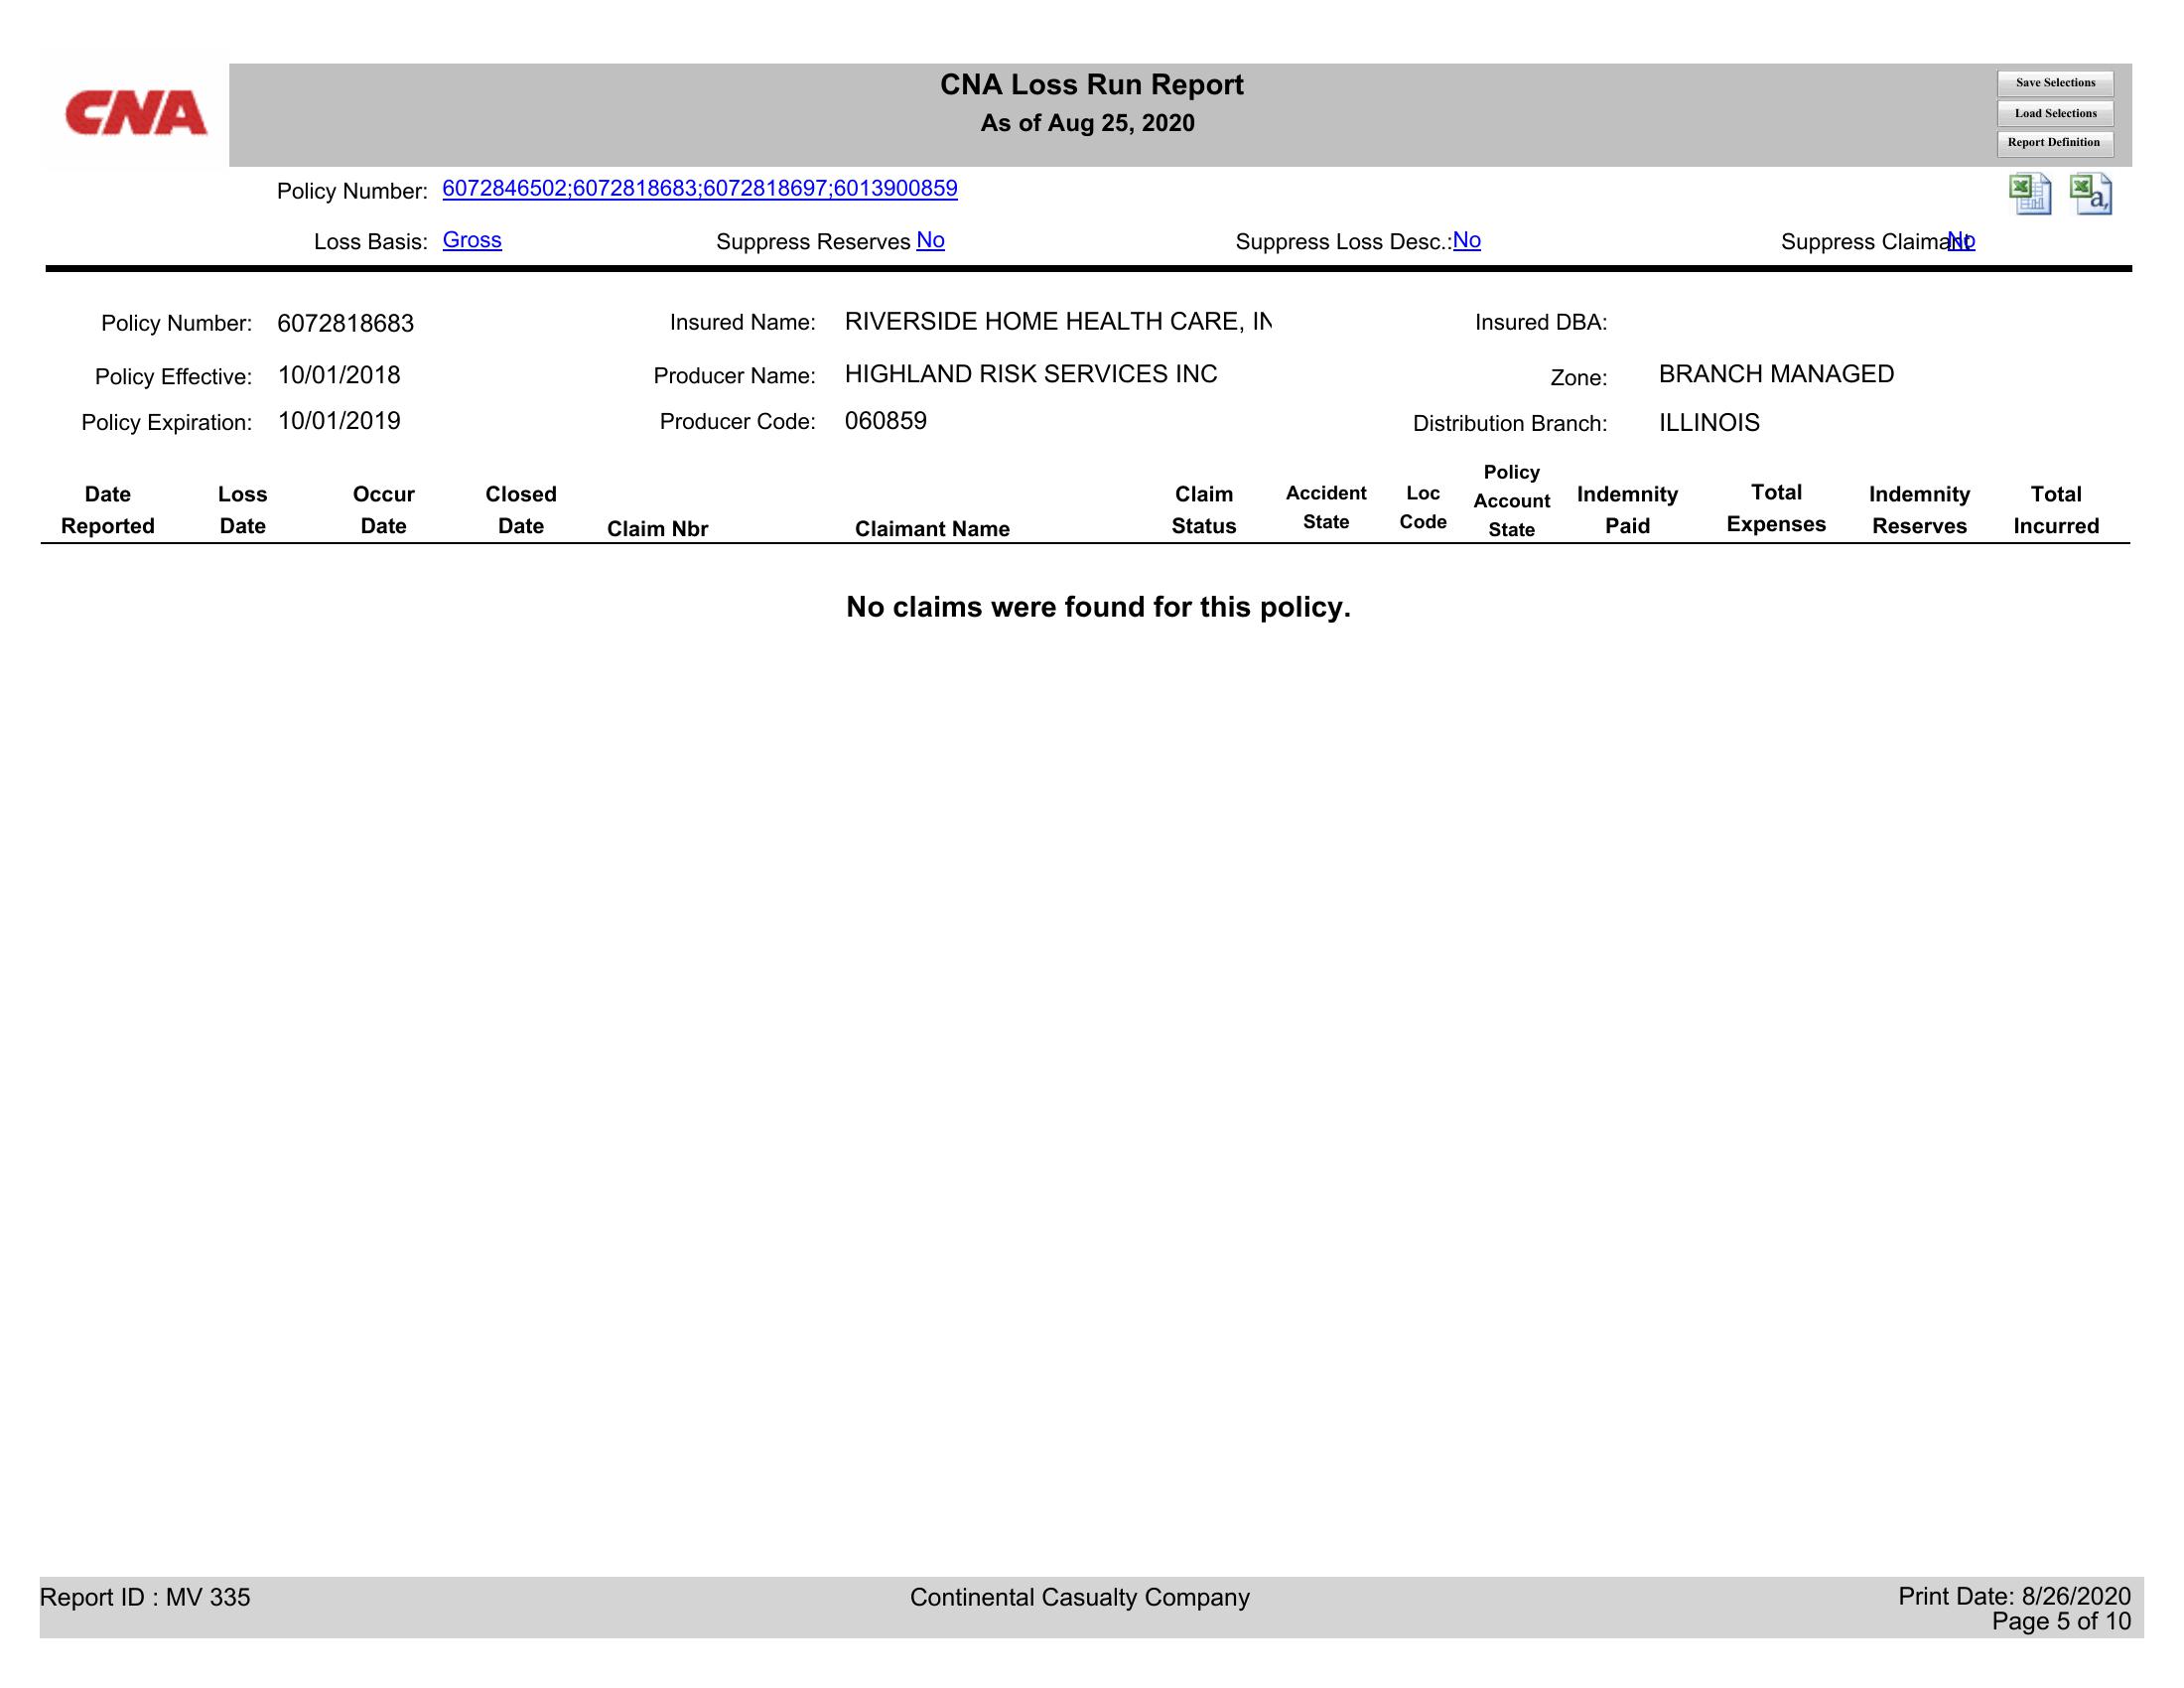 CNA
CNA Loss Run Report
As of Aug 25, 2020
Save Selections
Load Selections
Report Definition
Policy Number: 6072846502;6072818683;6072818697;6013900859
Loss Basis: Gross Suppress Reserves No Suppress Loss Desc.:No Suppress Claimant No
Policy Number: 6072818683 Insured Name: RIVERSIDE HOME HEALTH CARE, IN Insured DBA:
Policy Effective: 10/01/2018 Producer Name: HIGHLAND RISK SERVICES INC Zone: BRANCH MANAGED
Policy Expiration: 10/01/2019 Producer Code: 060859 Distribution Branch: ILLINOIS
Date Reported Loss Date Occur Date Closed Date Claim Nbr Claimant Name Claim Status Accident State Loc Code Policy Account State Indemnity Paid Total Expenses Indemnity Reserves Total Incurred
No claims were found for this policy.
Report ID : MV 335 Continental Casualty Company Print Date: 8/26/2020
Page 5 of 10